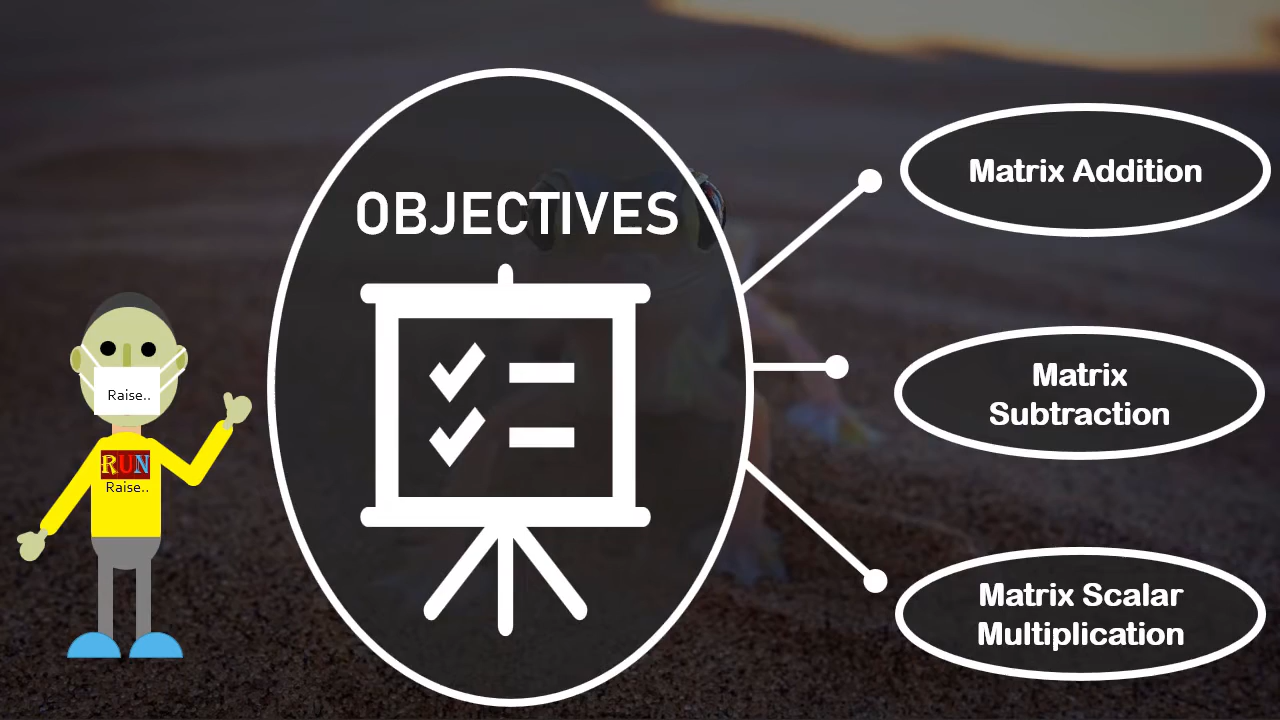 OBJECTIVES
Matrix Addition
Matrix
Subtraction
Matrix Scalar
Multiplication
Raise..
RUN
Raise..